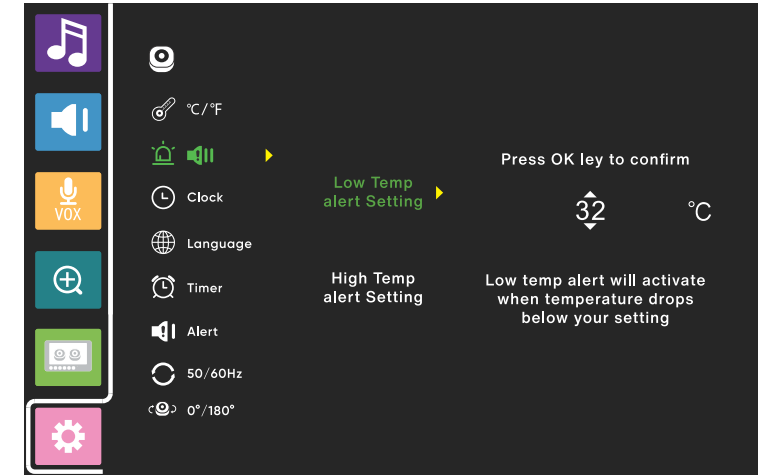 VOX
℃/℉
Clock
Language
Timer
Alert
50/60Hz
0°/180°
Low Temp
alert Setting
High Temp
alert Setting
Press OK ley to confirm
32 ℃
Low temp alert will activate
when temperature drops
below your setting